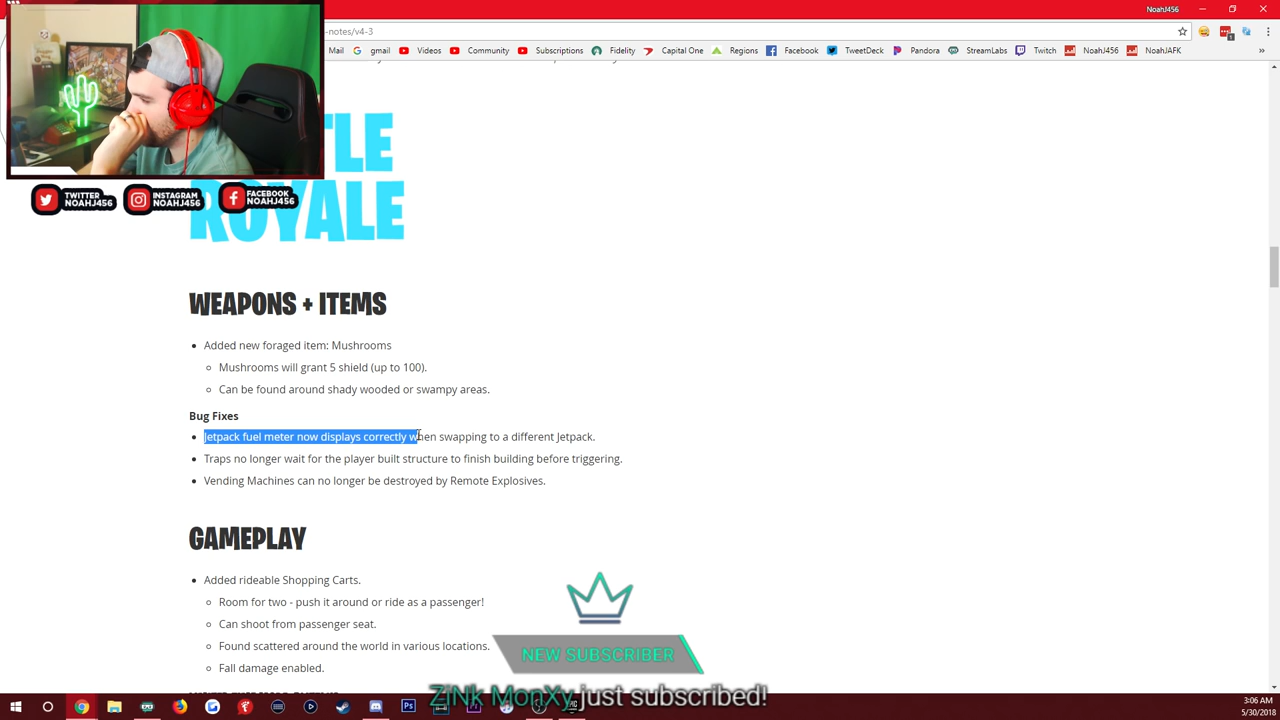 NoahJ456
-notes/v4-3
Mail gmail Videos Community Subscriptions Fidelity Capital One Regions Facebook TweetDeck Pandora StreamLabs Twitch NoahJ456 NoahJAFK »
TWITTER
NOAHJ456
INSTAGRAM
NOAHJ456
FACEBOOK
NOAHJ456
TLE
ROYALE
WEAPONS + ITEMS
Added new foraged item: Mushrooms
Mushrooms will grant 5 shield (up to 100).
Can be found around shady wooded or swampy areas.
Bug Fixes
Jetpack fuel meter now displays correctly when swapping to a different Jetpack.
Traps no longer wait for the player built structure to finish building before triggering.
Vending Machines can no longer be destroyed by Remote Explosives.
GAMEPLAY
Added rideable Shopping Carts.
Room for two - push it around or ride as a passenger!
Can shoot from passenger seat.
Found scattered around the world in various locations.
Fall damage enabled.
NEW SUBSCRIBER
ZiNk MonXy just subscribed!
3:06 AM
5/30/2018